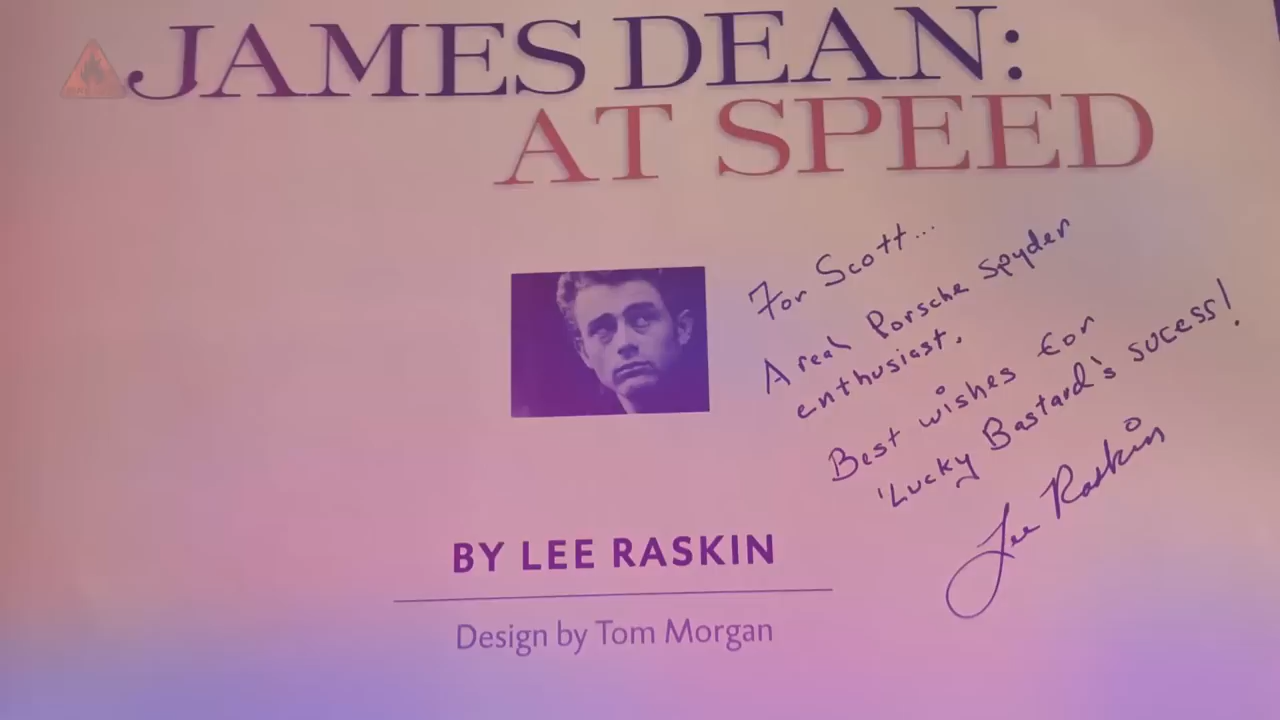 JAMES DEAN:
AT SPEED
For Scott...
A real Porsche Spyder
enthusiast.
Best wishes for
'Lucky Bastard's sucess!
Lee Raskin
BY LEE RASKIN
Design by Tom Morgan